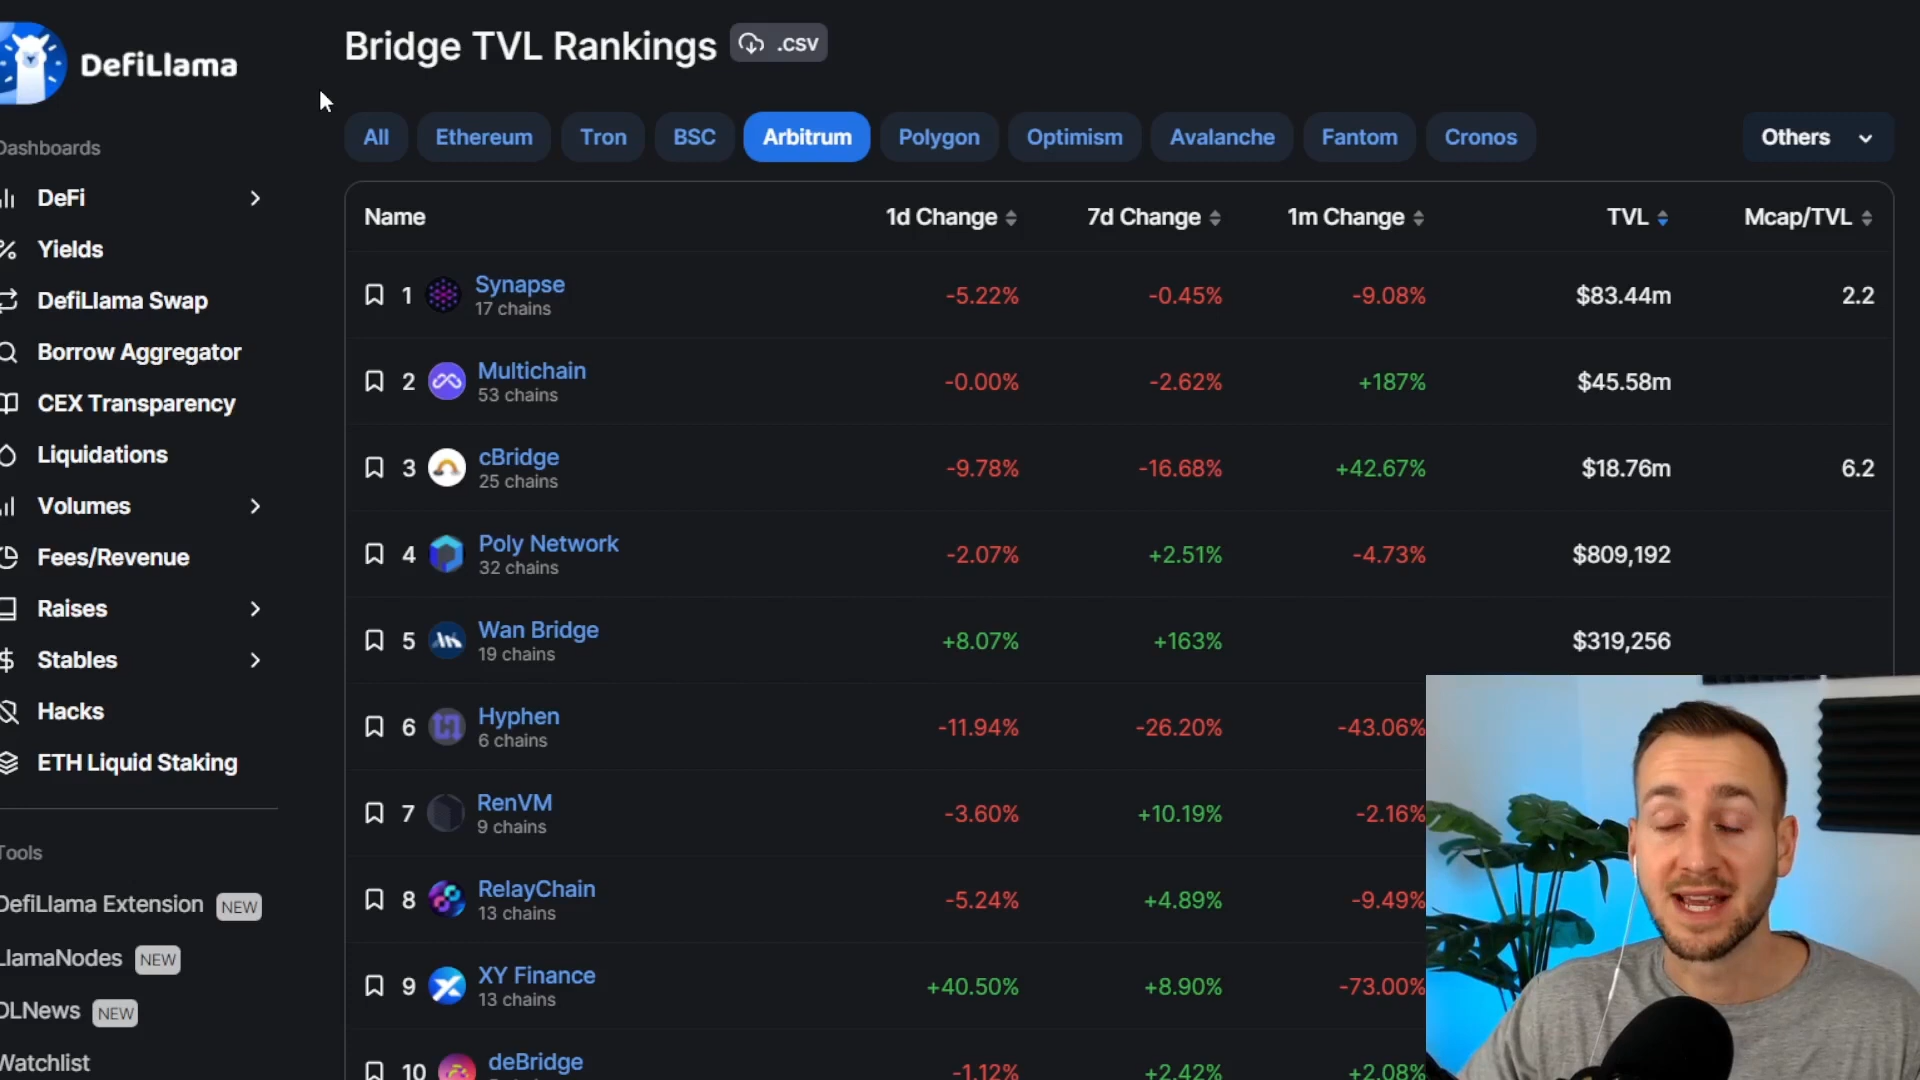 DefiLlama
Bridge TVL Rankings
.csv
All
Ethereum
Tron
BSC
Arbitrum
Polygon
Optimism
Avalanche
Fantom
Cronos
Others
Dashboards
DeFi
Yields
DefiLlama Swap
Borrow Aggregator
CEX Transparency
Liquidations
Volumes
Fees/Revenue
Raises
Stables
Hacks
ETH Liquid Staking
Tools
DefiLlama Extension NEW
LlamaNodes NEW
DLNews NEW
Watchlist
Name 1d Change 7d Change 1m Change TVL Mcap/TVL
1 Synapse -5.22% -0.45% -9.08% $83.44m 2.2
17 chains
2 Multichain -0.00% -2.62% +187% $45.58m
53 chains
3 cBridge -9.78% -16.68% +42.67% $18.76m 6.2
25 chains
4 Poly Network -2.07% +2.51% -4.73% $809,192
32 chains
5 Wan Bridge +8.07% +163% $319,256
19 chains
6 Hyphen -11.94% -26.20% -43.06%
6 chains
7 RenVM -3.60% +10.19% -2.16%
9 chains
8 RelayChain -5.24% +4.89% -9.49%
13 chains
9 XY Finance +40.50% +8.90% -73.00%
13 chains
10 deBridge -1.12% +2.42% +2.08%